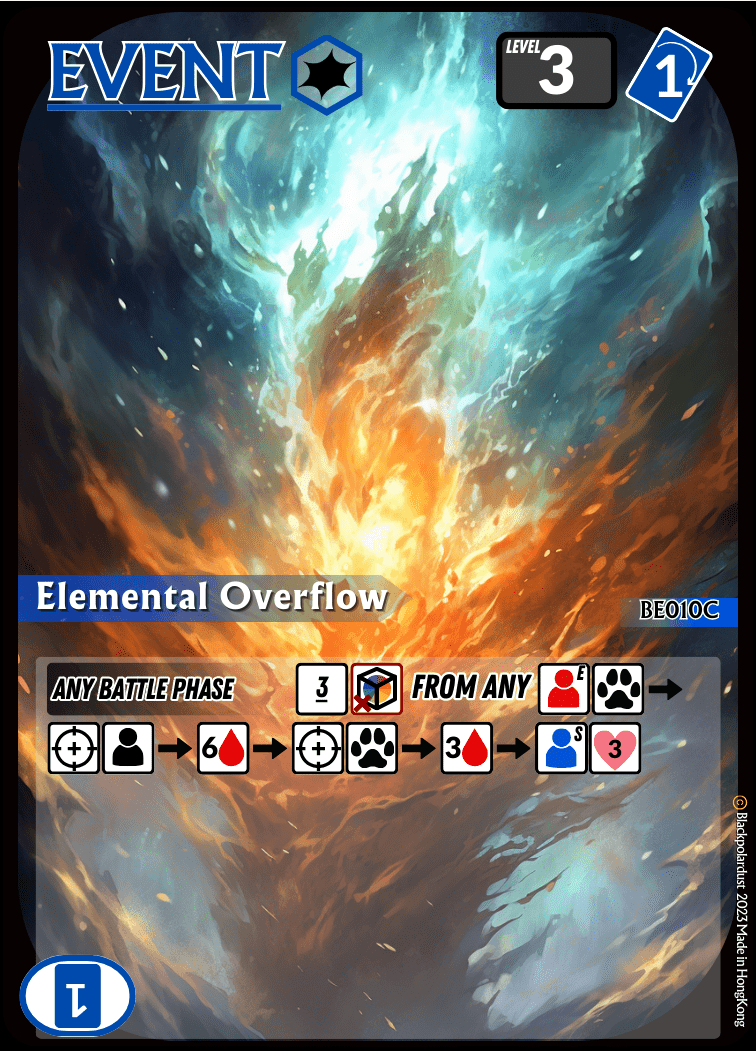 EVENT
LEVEL 3
1
Elemental Overflow
BE010C
ANY BATTLE PHASE 3 FROM ANY E
6 3 S 3
© Blackpolardust 2023 Made in HongKong
1